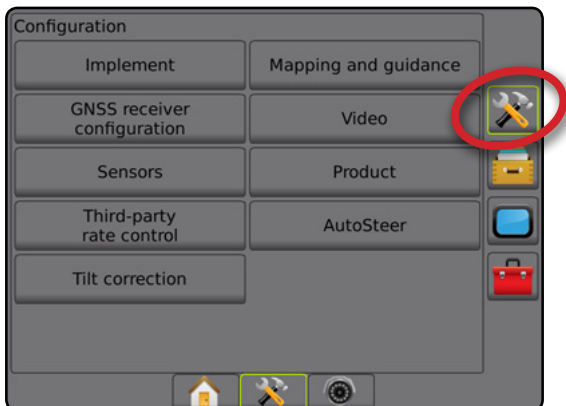 Configuration
Implement
Mapping and guidance
GNSS receiver
configuration
Video
Sensors
Product
Third-party
rate control
AutoSteer
Tilt correction